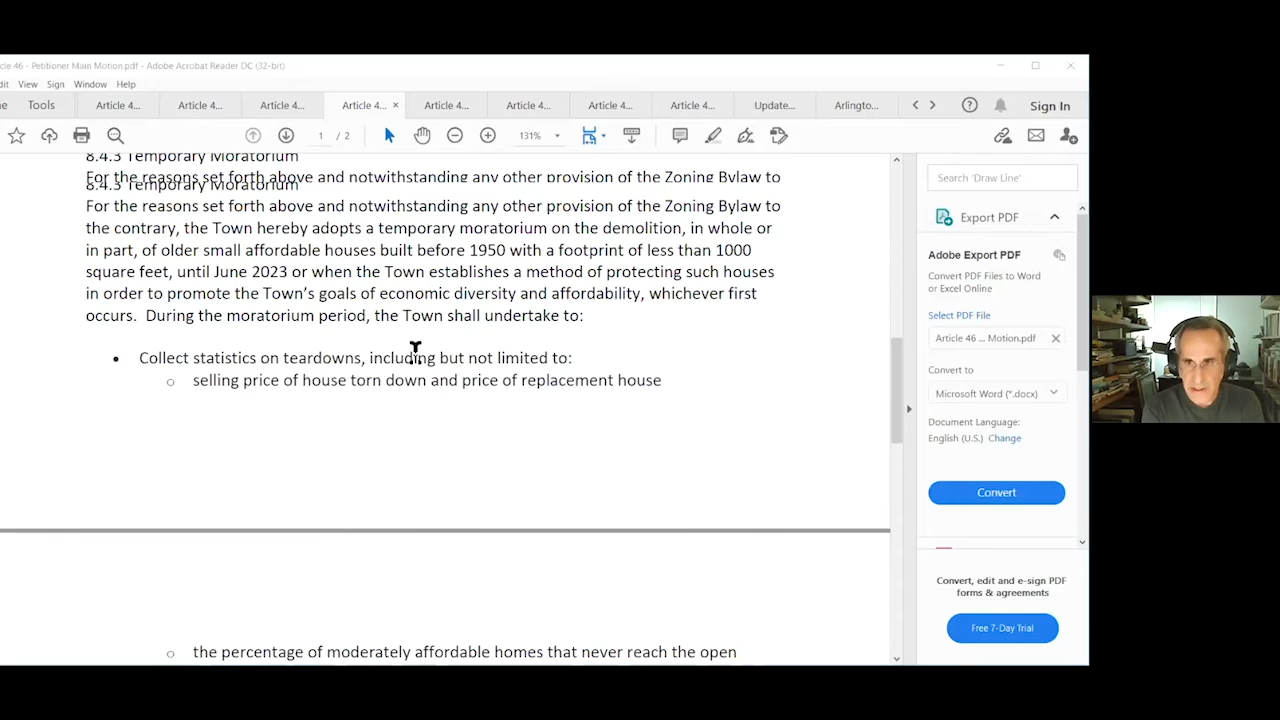 cle 46 - Petitioner Main Motion.pdf - Adobe Acrobat Reader DC (32-bit)
dit View Sign Window Help
e Tools Article 4... Article 4... Article 4... Article 4... × Article 4... Article 4... Article 4... Article 4... Update... Arlingto... Sign In
1 / 2 131%
8.4.3 Temporary Moratorium
For the reasons set forth above and notwithstanding any other provision of the Zoning Bylaw to
8.4.3 Temporary Moratorium
For the reasons set forth above and notwithstanding any other provision of the Zoning Bylaw to
the contrary, the Town hereby adopts a temporary moratorium on the demolition, in whole or
in part, of older small affordable houses built before 1950 with a footprint of less than 1000
square feet, until June 2023 or when the Town establishes a method of protecting such houses
in order to promote the Town's goals of economic diversity and affordability, whichever first
occurs. During the moratorium period, the Town shall undertake to:
• Collect statistics on teardowns, including but not limited to:
o selling price of house torn down and price of replacement house
o the percentage of moderately affordable homes that never reach the open
Search 'Draw Line'
Export PDF
Adobe Export PDF
Convert PDF Files to Word
or Excel Online
Select PDF File
Article 46 ... Motion.pdf
Convert to
Microsoft Word (*.docx)
Document Language:
English (U.S.) Change
Convert
Convert, edit and e-sign PDF
forms & agreements
Free 7-Day Trial